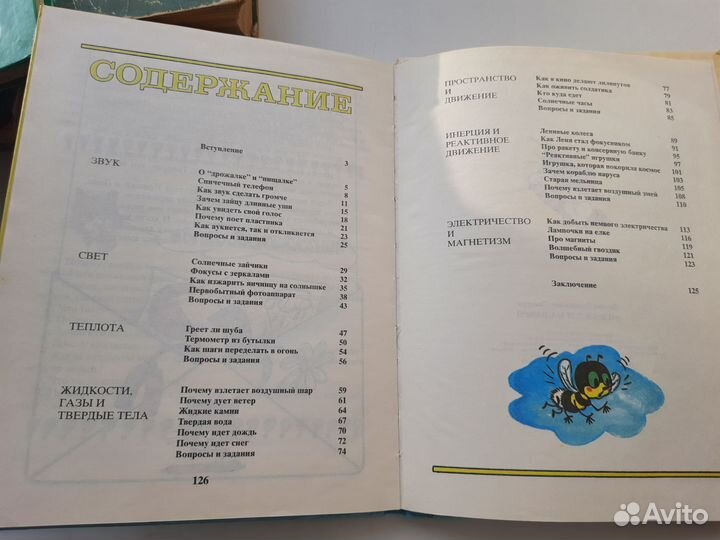 СОДЕРЖАНИЕ
Вступление 3
ЗВУК
О "дрожалке" и "пищалке" 5
Спичечный телефон 8
Как звук сделать громче 11
Зачем зайцу длинные уши 15
Как увидеть свой голос 18
Почему поет пластинка 21
Как аукнется, так и откликнется 23
Вопросы и задания 25
СВЕТ
Солнечные зайчики 29
Фокусы с зеркалами 32
Как изжарить яичницу на солнышке 35
Первобытный фотоаппарат 38
Вопросы и задания 43
ТЕПЛОТА
Греет ли шуба 47
Термометр из бутылки 50
Как шаги переделать в огонь 54
Вопросы и задания 56
ЖИДКОСТИ,
ГАЗЫ И
ТВЕРДЫЕ ТЕЛА
Почему взлетает воздушный шар 59
Почему дует ветер 61
Жидкие камни 64
Твердая вода 67
Почему идет дождь 70
Почему идет снег 72
Вопросы и задания 74
126
ПРОСТРАНСТВО
И
ДВИЖЕНИЕ
Как в кино делают лилипутов 77
Как оживить солдатика 79
Кто куда едет 81
Солнечные часы 83
Вопросы и задания 85
ИНЕРЦИЯ И
РЕАКТИВНОЕ
ДВИЖЕНИЕ
Ленивые колеса 89
Как Леня стал фокусником 91
Про ракету и консервную банку 95
"Реактивные" игрушки 97
Игрушка, которая покорила космос 101
Зачем кораблю паруса 103
Старая мельница 105
Почему взлетает воздушный змей 108
Вопросы и задания 110
ЭЛЕКТРИЧЕСТВО
И
МАГНЕТИЗМ
Как добыть немного электричества 113
Лампочки на елке 116
Про магниты 119
Волшебный гвоздик 121
Вопросы и задания 123
Заключение 125
Avito